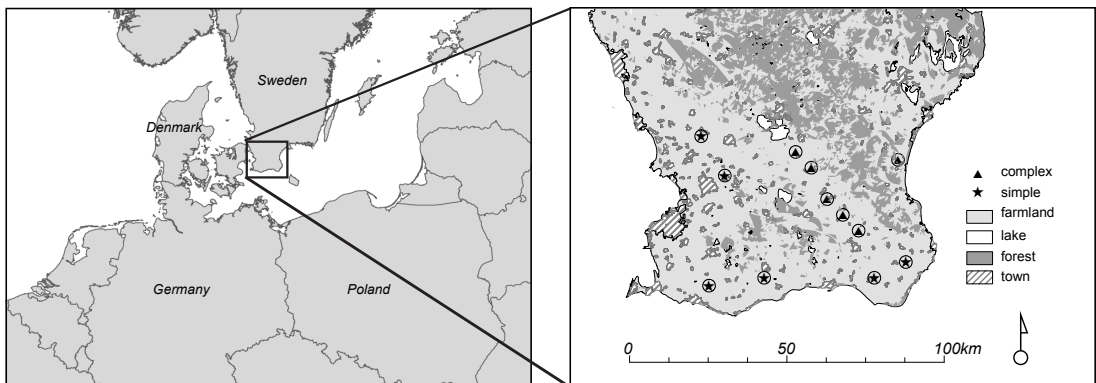 Sweden
Denmark
Germany
Poland
complex
simple
farmland
lake
forest
town
0 50 100km